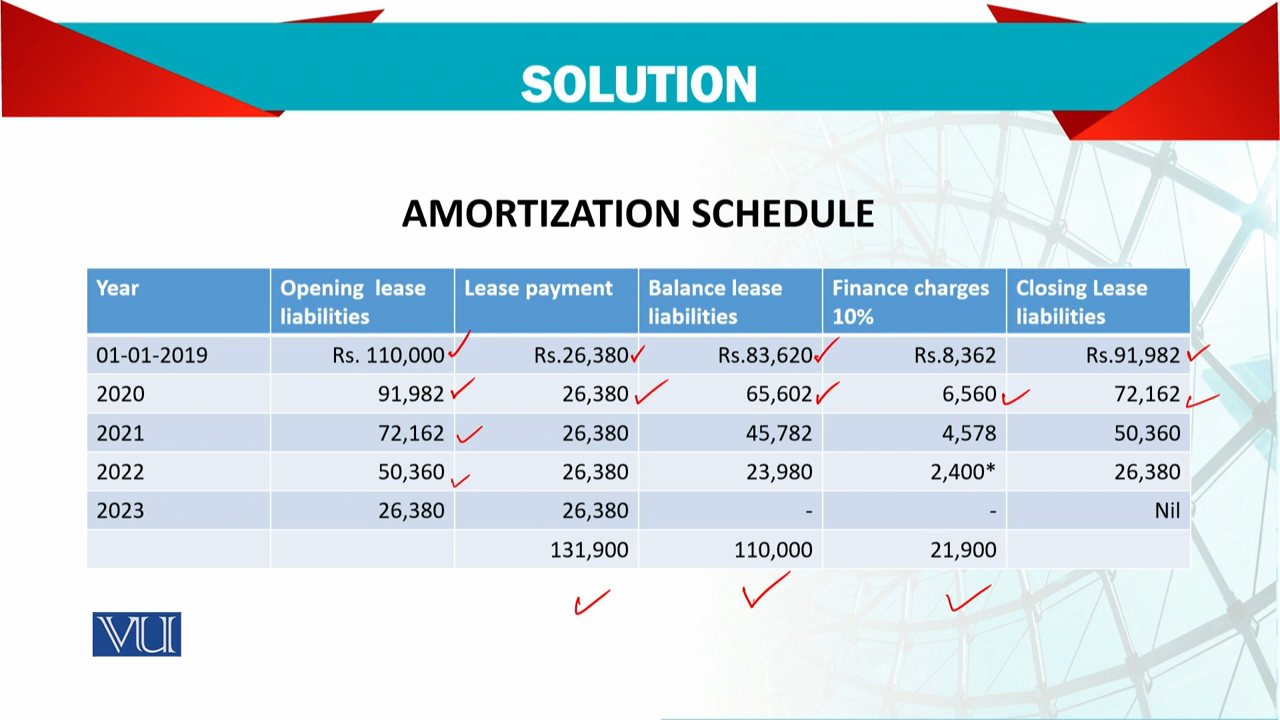 SOLUTION
AMORTIZATION SCHEDULE
Year Opening lease liabilities Lease payment Balance lease liabilities Finance charges 10% Closing Lease liabilities
01-01-2019 Rs. 110,000 Rs.26,380 Rs.83,620 Rs.8,362 Rs.91,982
2020 91,982 26,380 65,602 6,560 72,162
2021 72,162 26,380 45,782 4,578 50,360
2022 50,360 26,380 23,980 2,400* 26,380
2023 26,380 26,380 - - Nil
131,900 110,000 21,900
VU